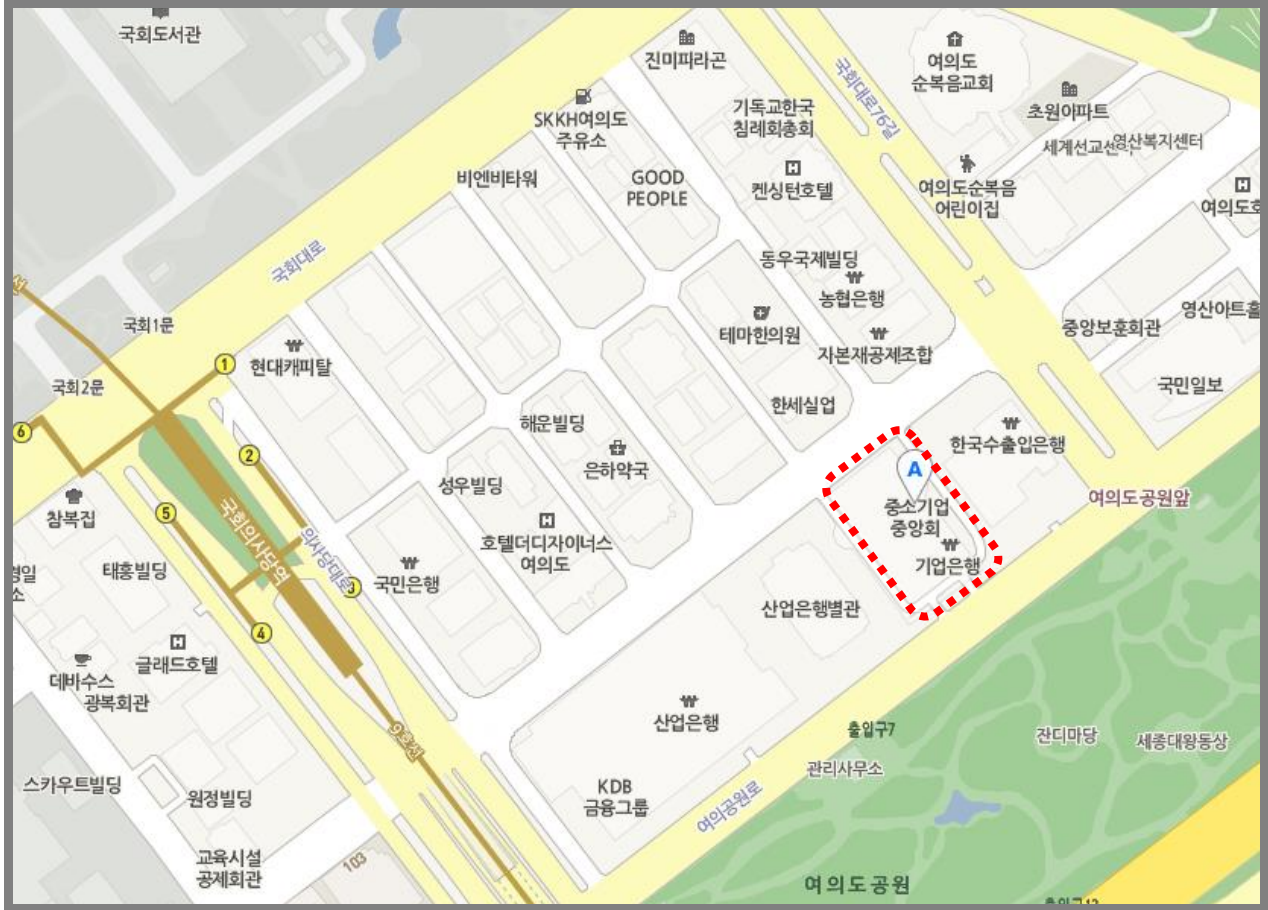 국회도서관
진미파라곤
국회대로76길
여의도
순복음교회
초원아파트
SKKH여의도
주유소
기독교한국
침례회총회
영산복지센터
비엔비타워
GOOD
PEOPLE
켄싱턴호텔
여의도순복음
어린이집
국회대로
동우국제빌딩
농협은행
영산아트홀
국회1문
테마한의원
자본재공제조합
중앙보훈회관
1
현대캐피탈
국회2문
국민일보
한세실업
6
2
해운빌딩
한국수출입은행
은하약국
A
참복집
5
국회의사당역
성우빌딩
중소기업
중앙회
여의도공원앞
호텔더디자이너스
여의도
의사당대로
기업은행
태흥빌딩
국민은행
3
산업은행별관
4
글래드호텔
데바수스
광복회관
산업은행
9호선
출입구7
잔디마당
세종대왕동상
관리사무소
스카우트빌딩
원정빌딩
KDB
금융그룹
여의공원로
교육시설
공제회관
103
여의도공원